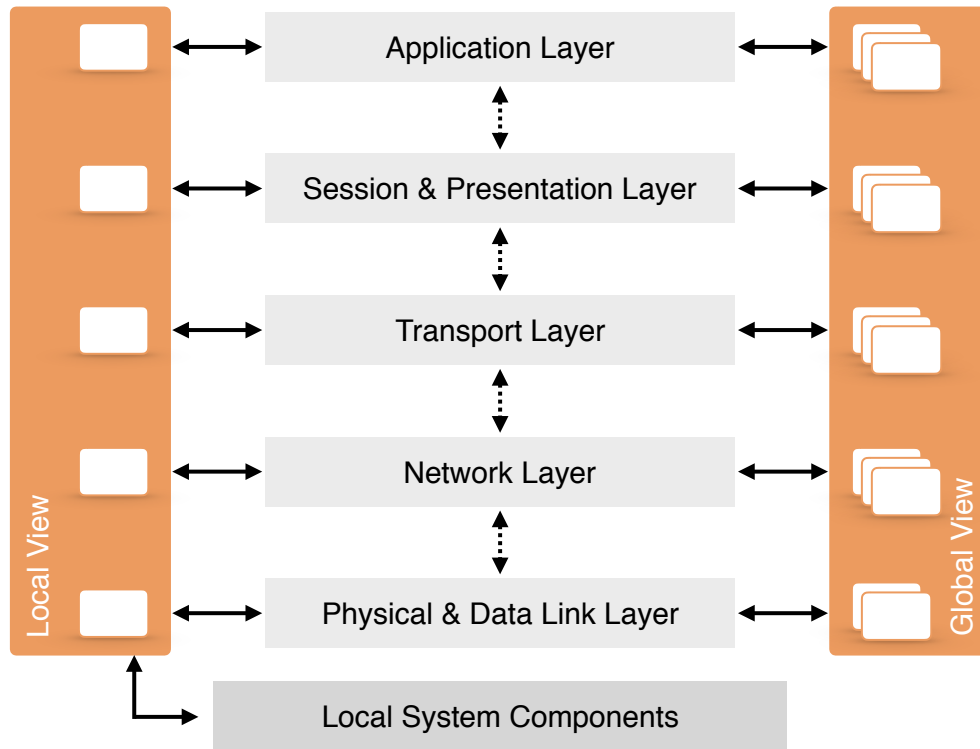 Application Layer
Session & Presentation Layer
Transport Layer
Network Layer
Physical & Data Link Layer
Local System Components
Local View
Global View